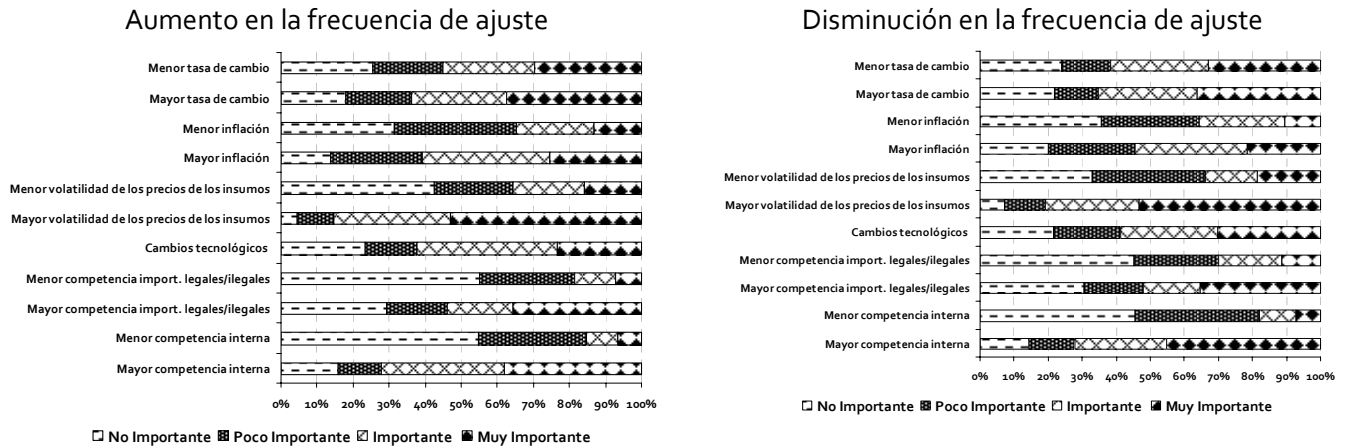 Aumento en la frecuencia de ajuste
Menor tasa de cambio
Mayor tasa de cambio
Menor inflación
Mayor inflación
Menor volatilidad de los precios de los insumos
Mayor volatilidad de los precios de los insumos
Cambios tecnológicos
Menor competencia import. legales/ilegales
Mayor competencia import. legales/ilegales
Menor competencia interna
Mayor competencia interna
0% 10% 20% 30% 40% 50% 60% 70% 80% 90% 100%
No Importante Poco Importante Importante Muy Importante
Disminución en la frecuencia de ajuste
Menor tasa de cambio
Mayor tasa de cambio
Menor inflación
Mayor inflación
Menor volatilidad de los precios de los insumos
Mayor volatilidad de los precios de los insumos
Cambios tecnológicos
Menor competencia import. legales/ilegales
Mayor competencia import. legales/ilegales
Menor competencia interna
Mayor competencia interna
0% 10% 20% 30% 40% 50% 60% 70% 80% 90% 100%
No Importante Poco Importante Importante Muy Importante